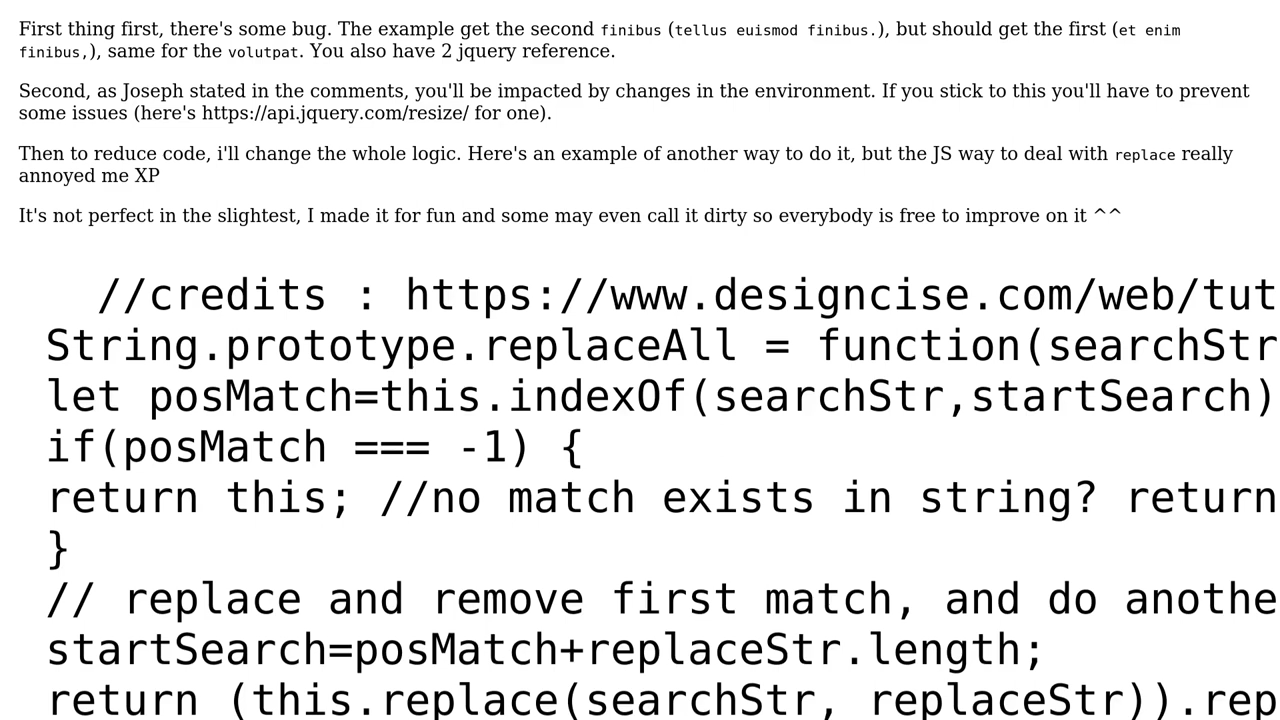 First thing first, there's some bug. The example get the second finibus (tellus euismod finibus.), but should get the first (et enim
finibus,), same for the volutpat. You also have 2 jquery reference.
Second, as Joseph stated in the comments, you'll be impacted by changes in the environment. If you stick to this you'll have to prevent
some issues (here's https://api.jquery.com/resize/ for one).
Then to reduce code, i'll change the whole logic. Here's an example of another way to do it, but the JS way to deal with replace really
annoyed me XP
It's not perfect in the slightest, I made it for fun and some may even call it dirty so everybody is free to improve on it ^^
//credits : https://www.designcise.com/web/tut
String.prototype.replaceAll = function(searchStr
let posMatch=this.indexOf(searchStr,startSearch)
if(posMatch === -1) {
return this; //no match exists in string? return
}
// replace and remove first match, and do anothe
startSearch=posMatch+replaceStr.length;
return (this.replace(searchStr, replaceStr)).rep